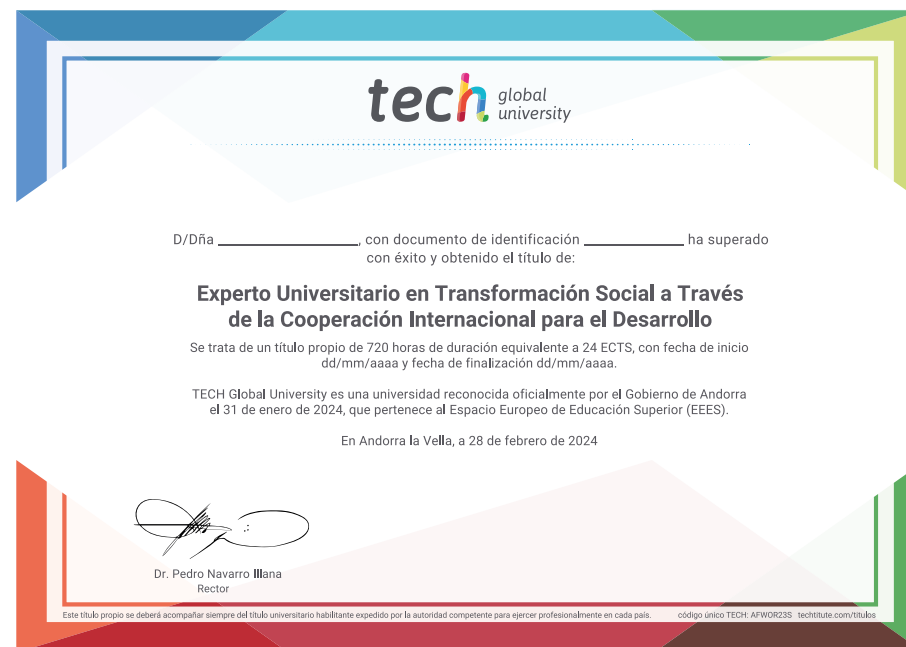 tech global university
D/Dña ______________, con documento de identificación __________ ha superado
con éxito y obtenido el título de:
Experto Universitario en Transformación Social a Través
de la Cooperación Internacional para el Desarrollo
Se trata de un título propio de 720 horas de duración equivalente a 24 ECTS, con fecha de inicio
dd/mm/aaaa y fecha de finalización dd/mm/aaaa.
TECH Global University es una universidad reconocida oficialmente por el Gobierno de Andorra
el 31 de enero de 2024, que pertenece al Espacio Europeo de Educación Superior (EEES).
En Andorra la Vella, a 28 de febrero de 2024
Dr. Pedro Navarro Illana
Rector
Este título propio se deberá acompañar siempre del título universitario habilitante expedido por la autoridad competente para ejercer profesionalmente en cada país. código único TECH: AFWOR23S techtitute.com/titulos